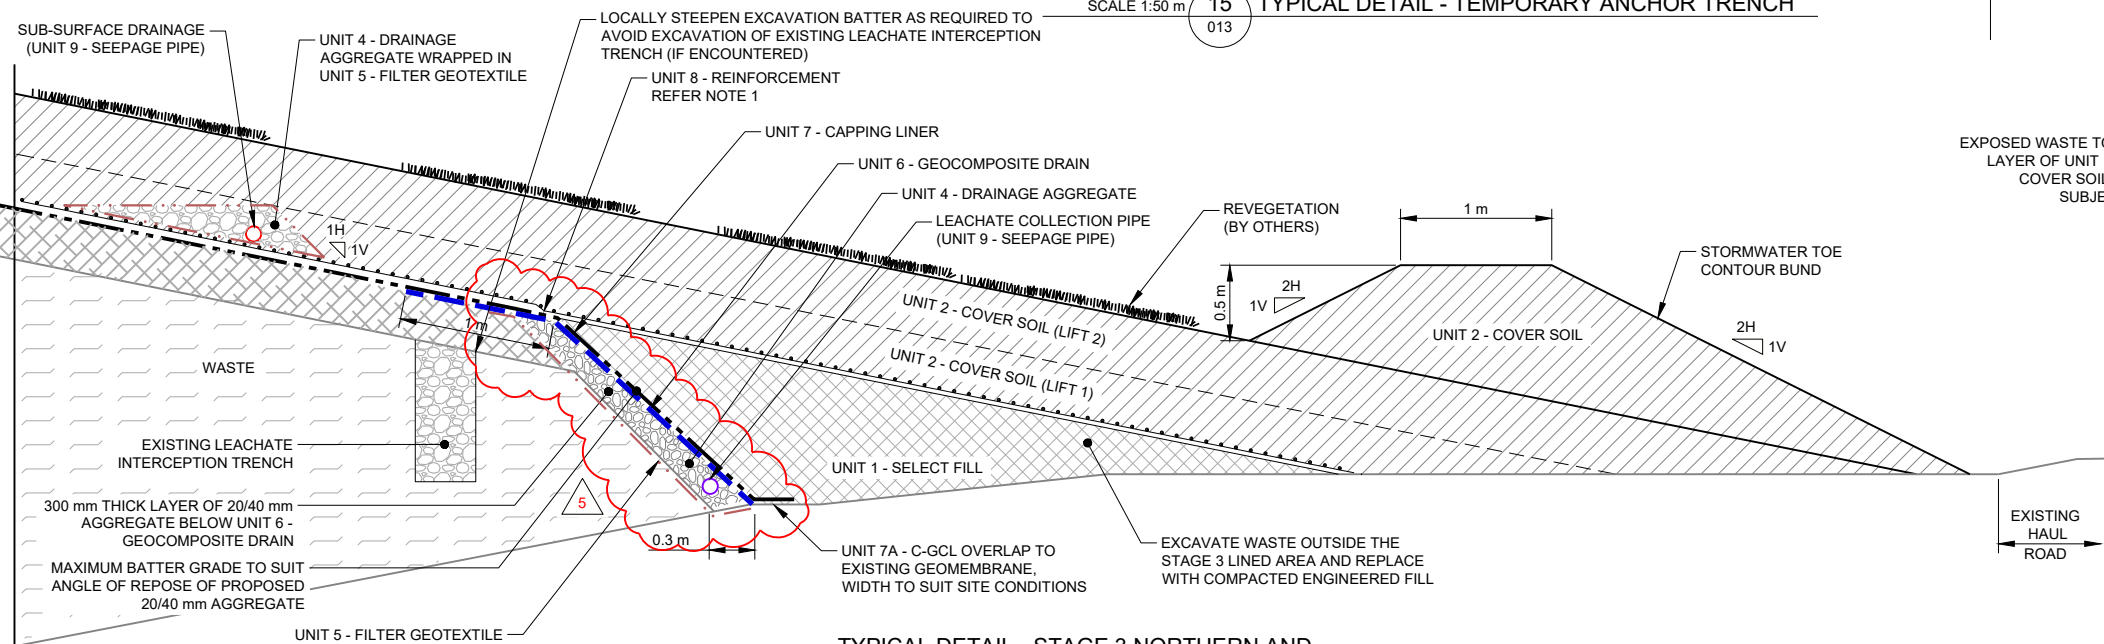 SCALE 1:50 m
15
013
TYPICAL DETAIL - TEMPORARY ANCHOR TRENCH
SUB-SURFACE DRAINAGE
(UNIT 9 - SEEPAGE PIPE)
UNIT 4 - DRAINAGE
AGGREGATE WRAPPED IN
UNIT 5 - FILTER GEOTEXTILE
LOCALLY STEEPEN EXCAVATION BATTER AS REQUIRED TO
AVOID EXCAVATION OF EXISTING LEACHATE INTERCEPTION
TRENCH (IF ENCOUNTERED)
UNIT 8 - REINFORCEMENT
REFER NOTE 1
UNIT 7 - CAPPING LINER
UNIT 6 - GEOCOMPOSITE DRAIN
UNIT 4 - DRAINAGE AGGREGATE
LEACHATE COLLECTION PIPE
(UNIT 9 - SEEPAGE PIPE)
REVEGETATION
(BY OTHERS)
1 m
STORMWATER TOE
CONTOUR BUND
EXPOSED WASTE TO
LAYER OF UNIT
COVER SOIL
SUBJE
1H
1V
2H
1V
0.5 m
2H
1V
1 m
UNIT 2 - COVER SOIL (LIFT 2)
UNIT 2 - COVER SOIL (LIFT 1)
UNIT 2 - COVER SOIL
WASTE
EXISTING LEACHATE
INTERCEPTION TRENCH
UNIT 1 - SELECT FILL
300 mm THICK LAYER OF 20/40 mm
AGGREGATE BELOW UNIT 6 -
GEOCOMPOSITE DRAIN
5
0.3 m
MAXIMUM BATTER GRADE TO SUIT
ANGLE OF REPOSE OF PROPOSED
20/40 mm AGGREGATE
UNIT 5 - FILTER GEOTEXTILE
UNIT 7A - C-GCL OVERLAP TO
EXISTING GEOMEMBRANE,
WIDTH TO SUIT SITE CONDITIONS
EXCAVATE WASTE OUTSIDE THE
STAGE 3 LINED AREA AND REPLACE
WITH COMPACTED ENGINEERED FILL
EXISTING
HAUL
ROAD
TYPICAL DETAIL - STAGE 3 NORTHERN AND